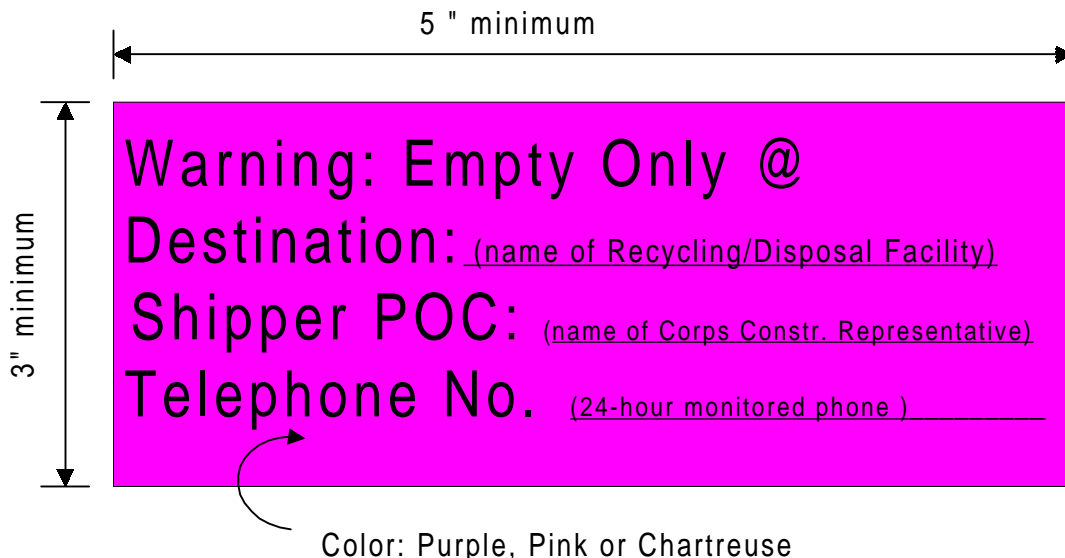 5 " minimum
3" minimum
Warning: Empty Only @
Destination: (name of Recycling/Disposal Facility)
Shipper POC: (name of Corps Constr. Representative)
Telephone No. (24-hour monitored phone )__________
Color: Purple, Pink or Chartreuse